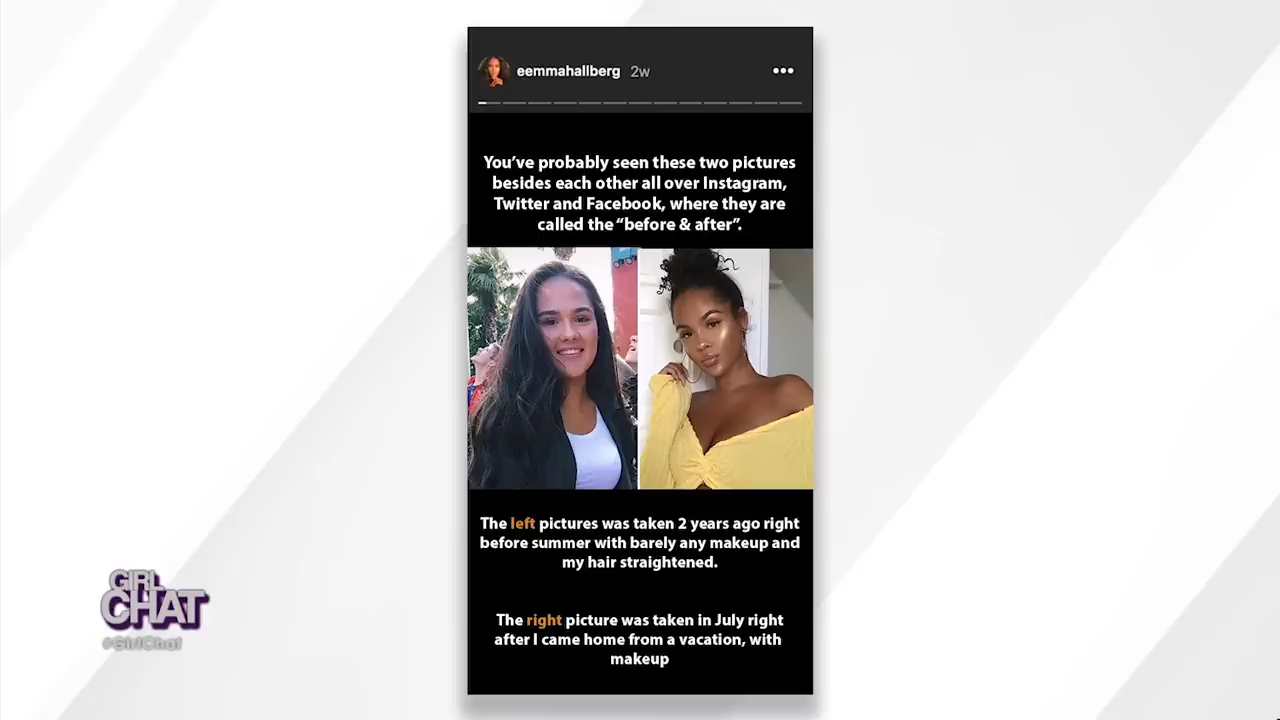 eemmahallberg 2w
You've probably seen these two pictures
besides each other all over Instagram,
Twitter and Facebook, where they are
called the "before & after".
The left pictures was taken 2 years ago right
before summer with barely any makeup and
my hair straightened.
The right picture was taken in July right
after I came home from a vacation, with
makeup
GIRL
CHAT
#GirlChat